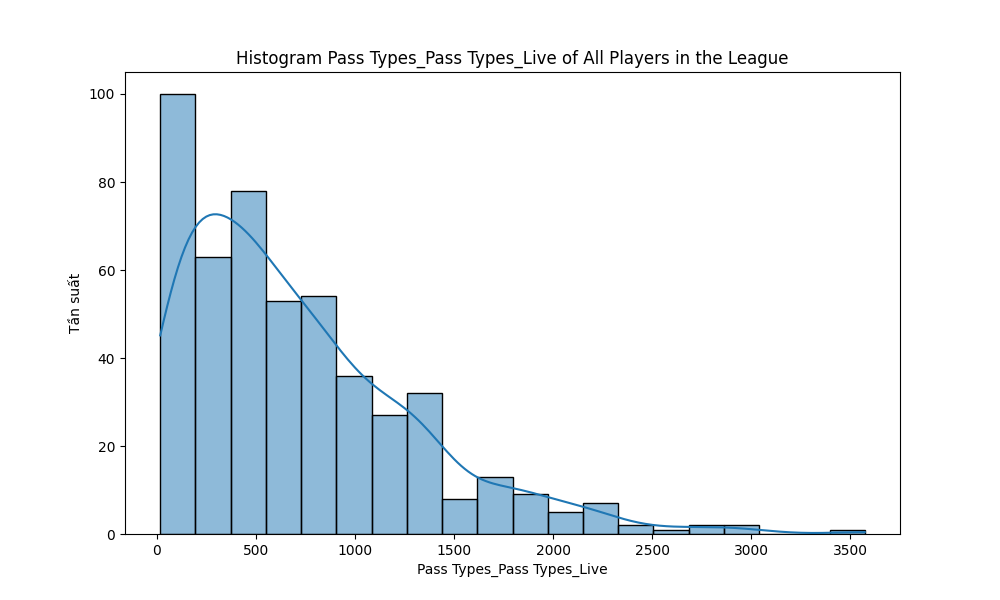 Histogram Pass Types_Pass Types_Live of All Players in the League
100
80
60
40
20
0
Tần suất
0 500 1000 1500 2000 2500 3000 3500
Pass Types_Pass Types_Live